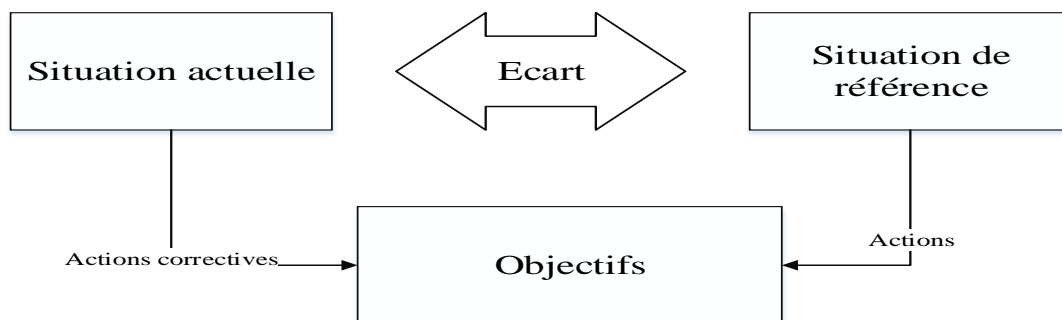 Situation actuelle
Ecart
Situation de
référence
Actions correctives
Actions
Objectifs